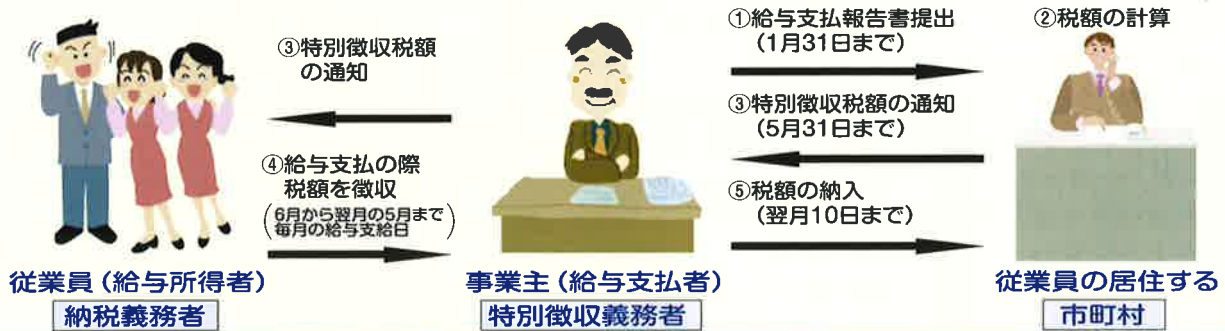 ①給与支払報告書提出
(1月31日まで)
②税額の計算
③特別徴収税額
の通知
③特別徴収税額の通知
(5月31日まで)
④給与支払の際
税額を徴収
(6月から翌月の5月まで
毎月の給与支給日)
⑤税額の納入
(翌月10日まで)
従業員(給与所得者)
納税義務者
事業主(給与支払者)
特別徴収義務者
従業員の居住する
市町村